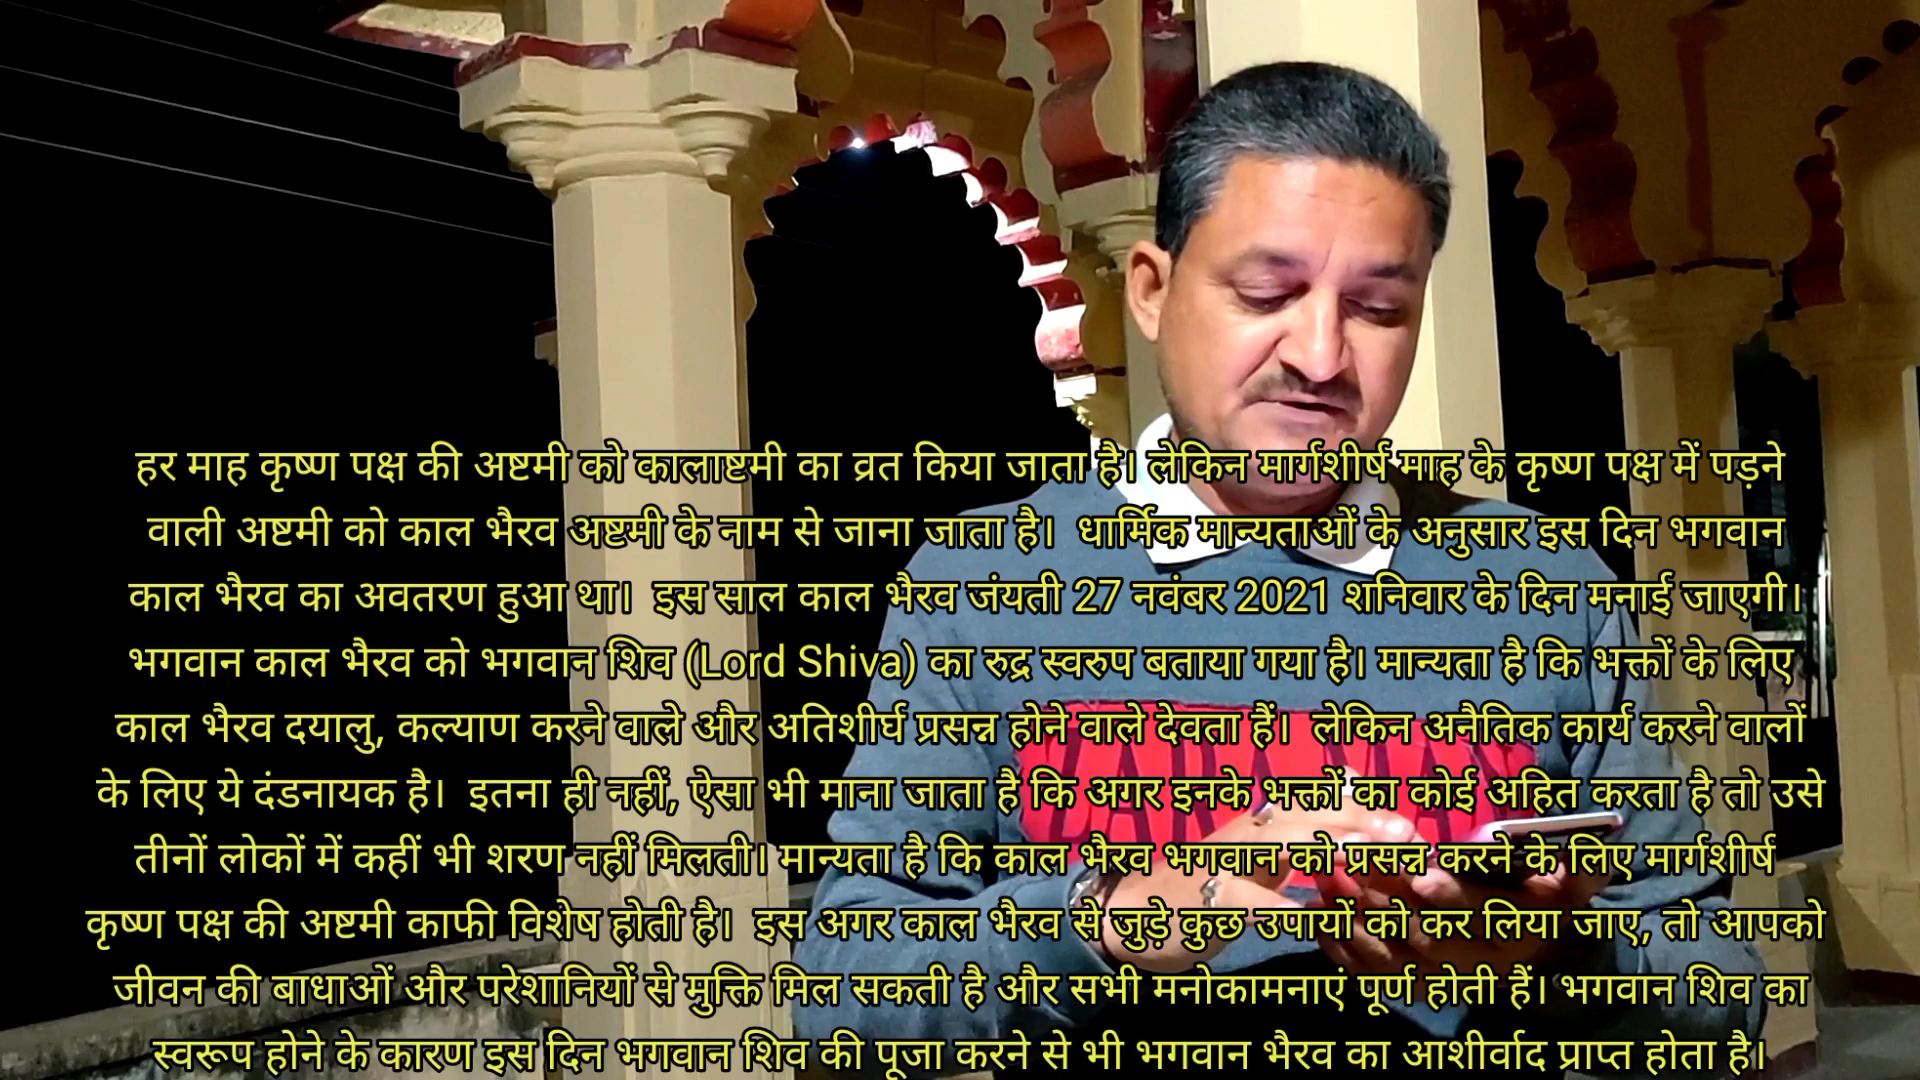 हर माह कृष्ण पक्ष की अष्टमी को कालाष्टमी का व्रत किया जाता है। लेकिन मार्गशीर्ष माह के कृष्ण पक्ष में पड़ने
वाली अष्टमी को काल भैरव अष्टमी के नाम से जाना जाता है। धार्मिक मान्यताओं के अनुसार इस दिन भगवान
काल भैरव का अवतरण हुआ था। इस साल काल भैरव जंयती 27 नवंबर 2021 शनिवार के दिन मनाई जाएगी।
भगवान काल भैरव को भगवान शिव (Lord Shiva) का रुद्र स्वरुप बताया गया है। मान्यता है कि भक्तों के लिए
काल भैरव दयालु, कल्याण करने वाले और अतिशीर्घ प्रसन्न होने वाले देवता हैं। लेकिन अनैतिक कार्य करने वालों
के लिए ये दंडनायक है। इतना ही नहीं, ऐसा भी माना जाता है कि अगर इनके भक्तों का कोई अहित करता है तो उसे
तीनों लोकों में कहीं भी शरण नहीं मिलती। मान्यता है कि काल भैरव भगवान को प्रसन्न करने के लिए मार्गशीर्ष
कृष्ण पक्ष की अष्टमी काफी विशेष होती है। इस अगर काल भैरव से जुड़े कुछ उपायों को कर लिया जाए, तो आपको
जीवन की बाधाओं और परेशानियों से मुक्ति मिल सकती है और सभी मनोकामनाएं पूर्ण होती हैं। भगवान शिव का
स्वरूप होने के कारण इस दिन भगवान शिव की पूजा करने से भी भगवान भैरव का आशीर्वाद प्राप्त होता है।